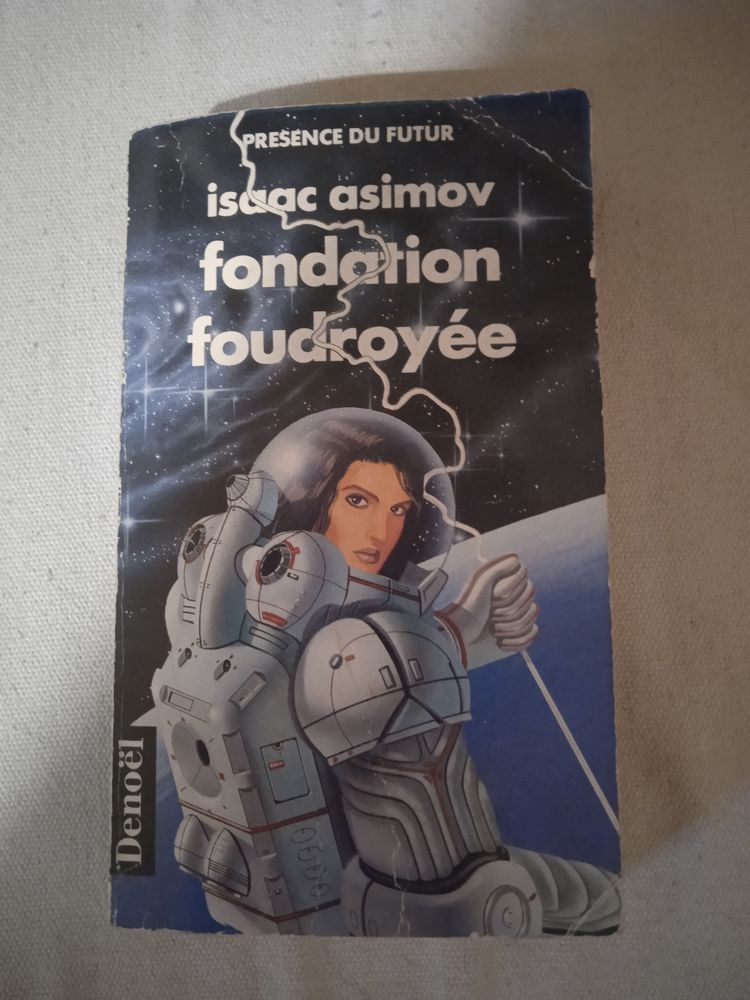 PRESENCE DU FUTUR
isaac asimov
fondation
foudroyée
Denoël